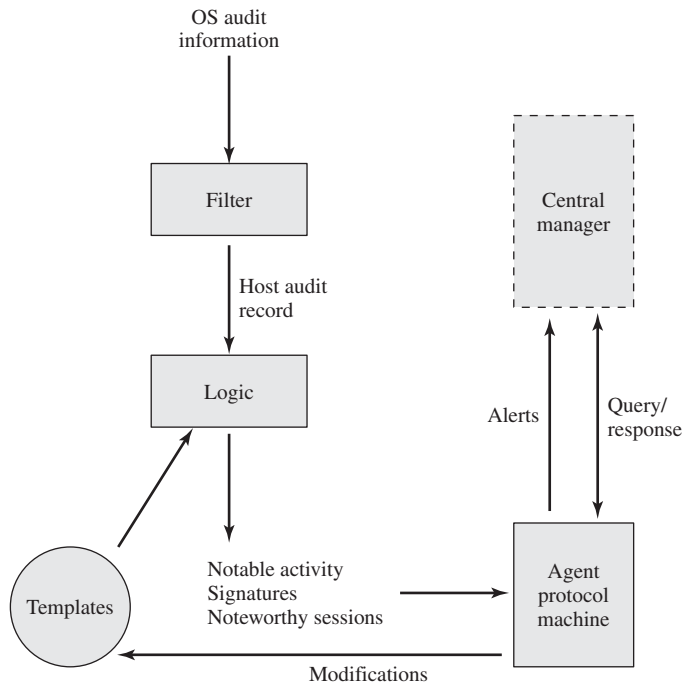 OS audit
information
Filter
Central
manager
Host audit
record
Logic
Alerts
Query/
response
Notable activity
Signatures
Noteworthy sessions
Agent
protocol
machine
Templates
Modifications